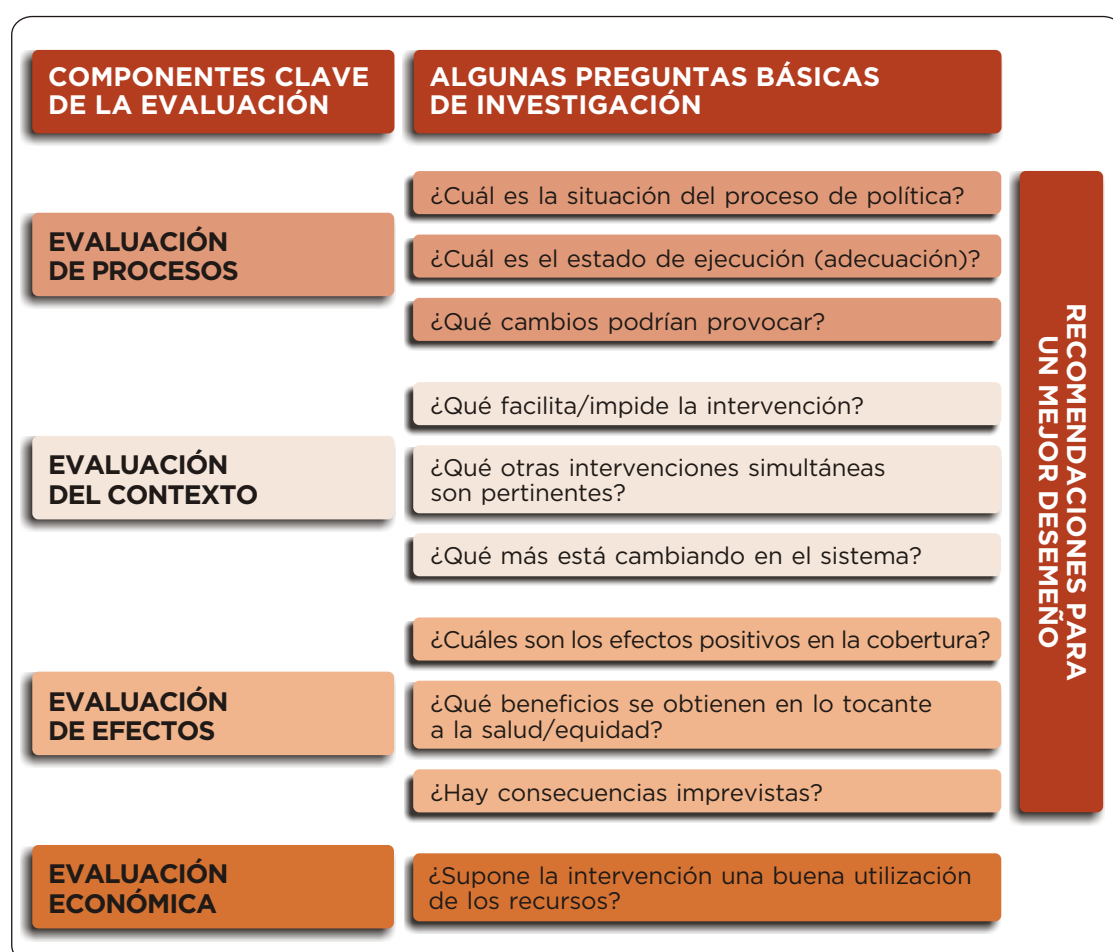 COMPONENTES CLAVE
DE LA EVALUACIÓN
ALGUNAS PREGUNTAS BÁSICAS
DE INVESTIGACIÓN
EVALUACIÓN
DE PROCESOS
¿Cuál es la situación del proceso de política?
¿Cuál es el estado de ejecución (adecuación)?
¿Qué cambios podrían provocar?
EVALUACIÓN
DEL CONTEXTO
¿Qué facilita/impide la intervención?
¿Qué otras intervenciones simultáneas
son pertinentes?
¿Qué más está cambiando en el sistema?
EVALUACIÓN
DE EFECTOS
¿Cuáles son los efectos positivos en la cobertura?
¿Qué beneficios se obtienen en lo tocante
a la salud/equidad?
¿Hay consecuencias imprevistas?
EVALUACIÓN
ECONÓMICA
¿Supone la intervención una buena utilización
de los recursos?
RECOMENDACIONES PARA
UN MEJOR DESEMEÑO